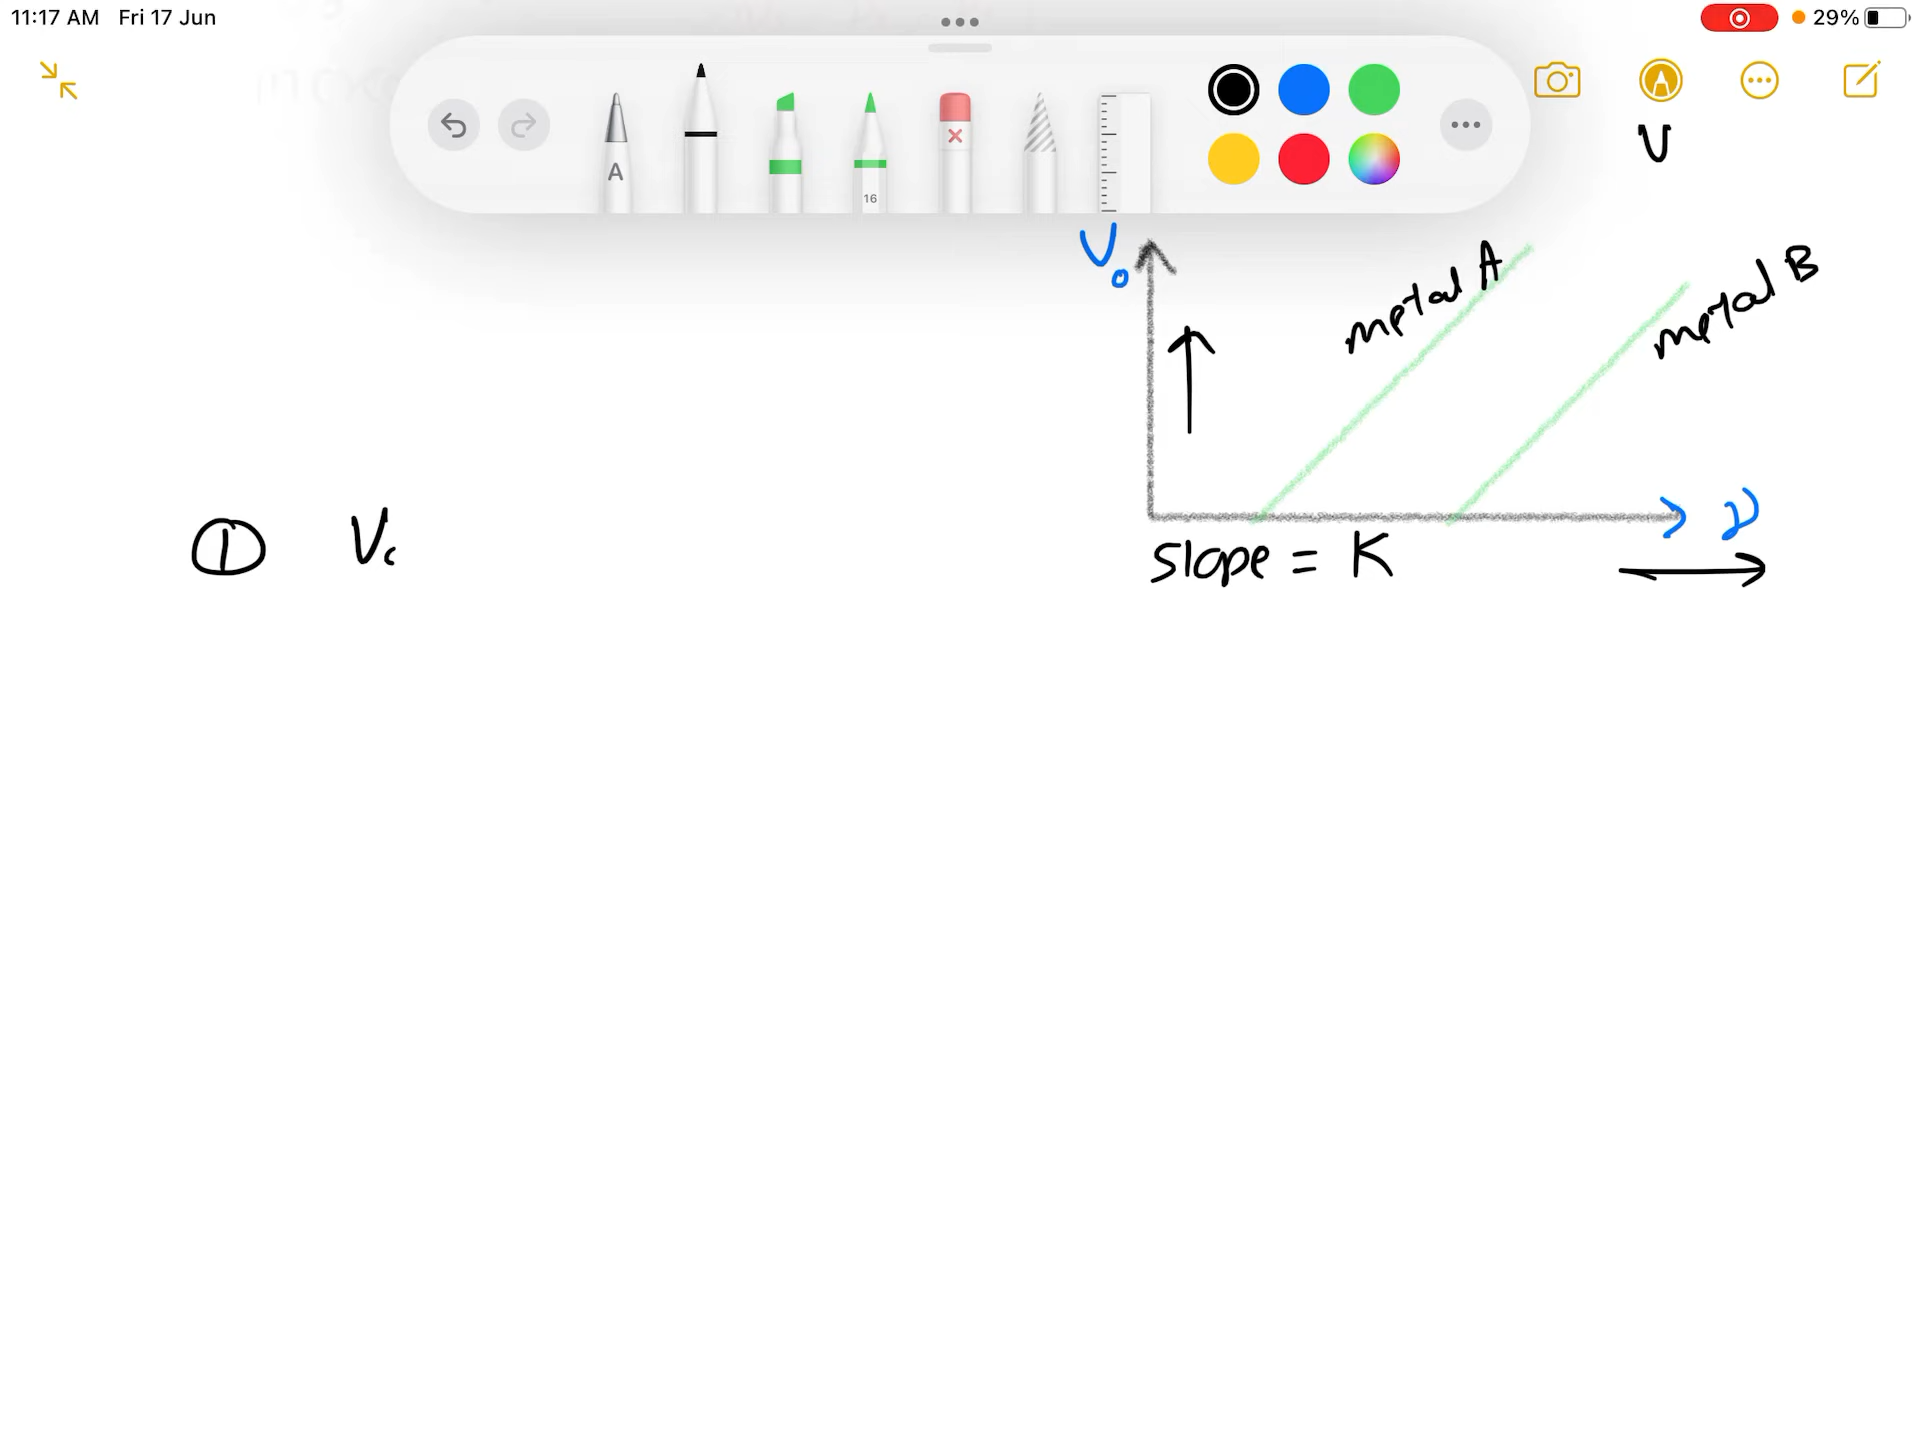 11:17 AM Fri 17 Jun
29%
A
16
V
V₀
metal A
metal B
ν
slope = K
① V